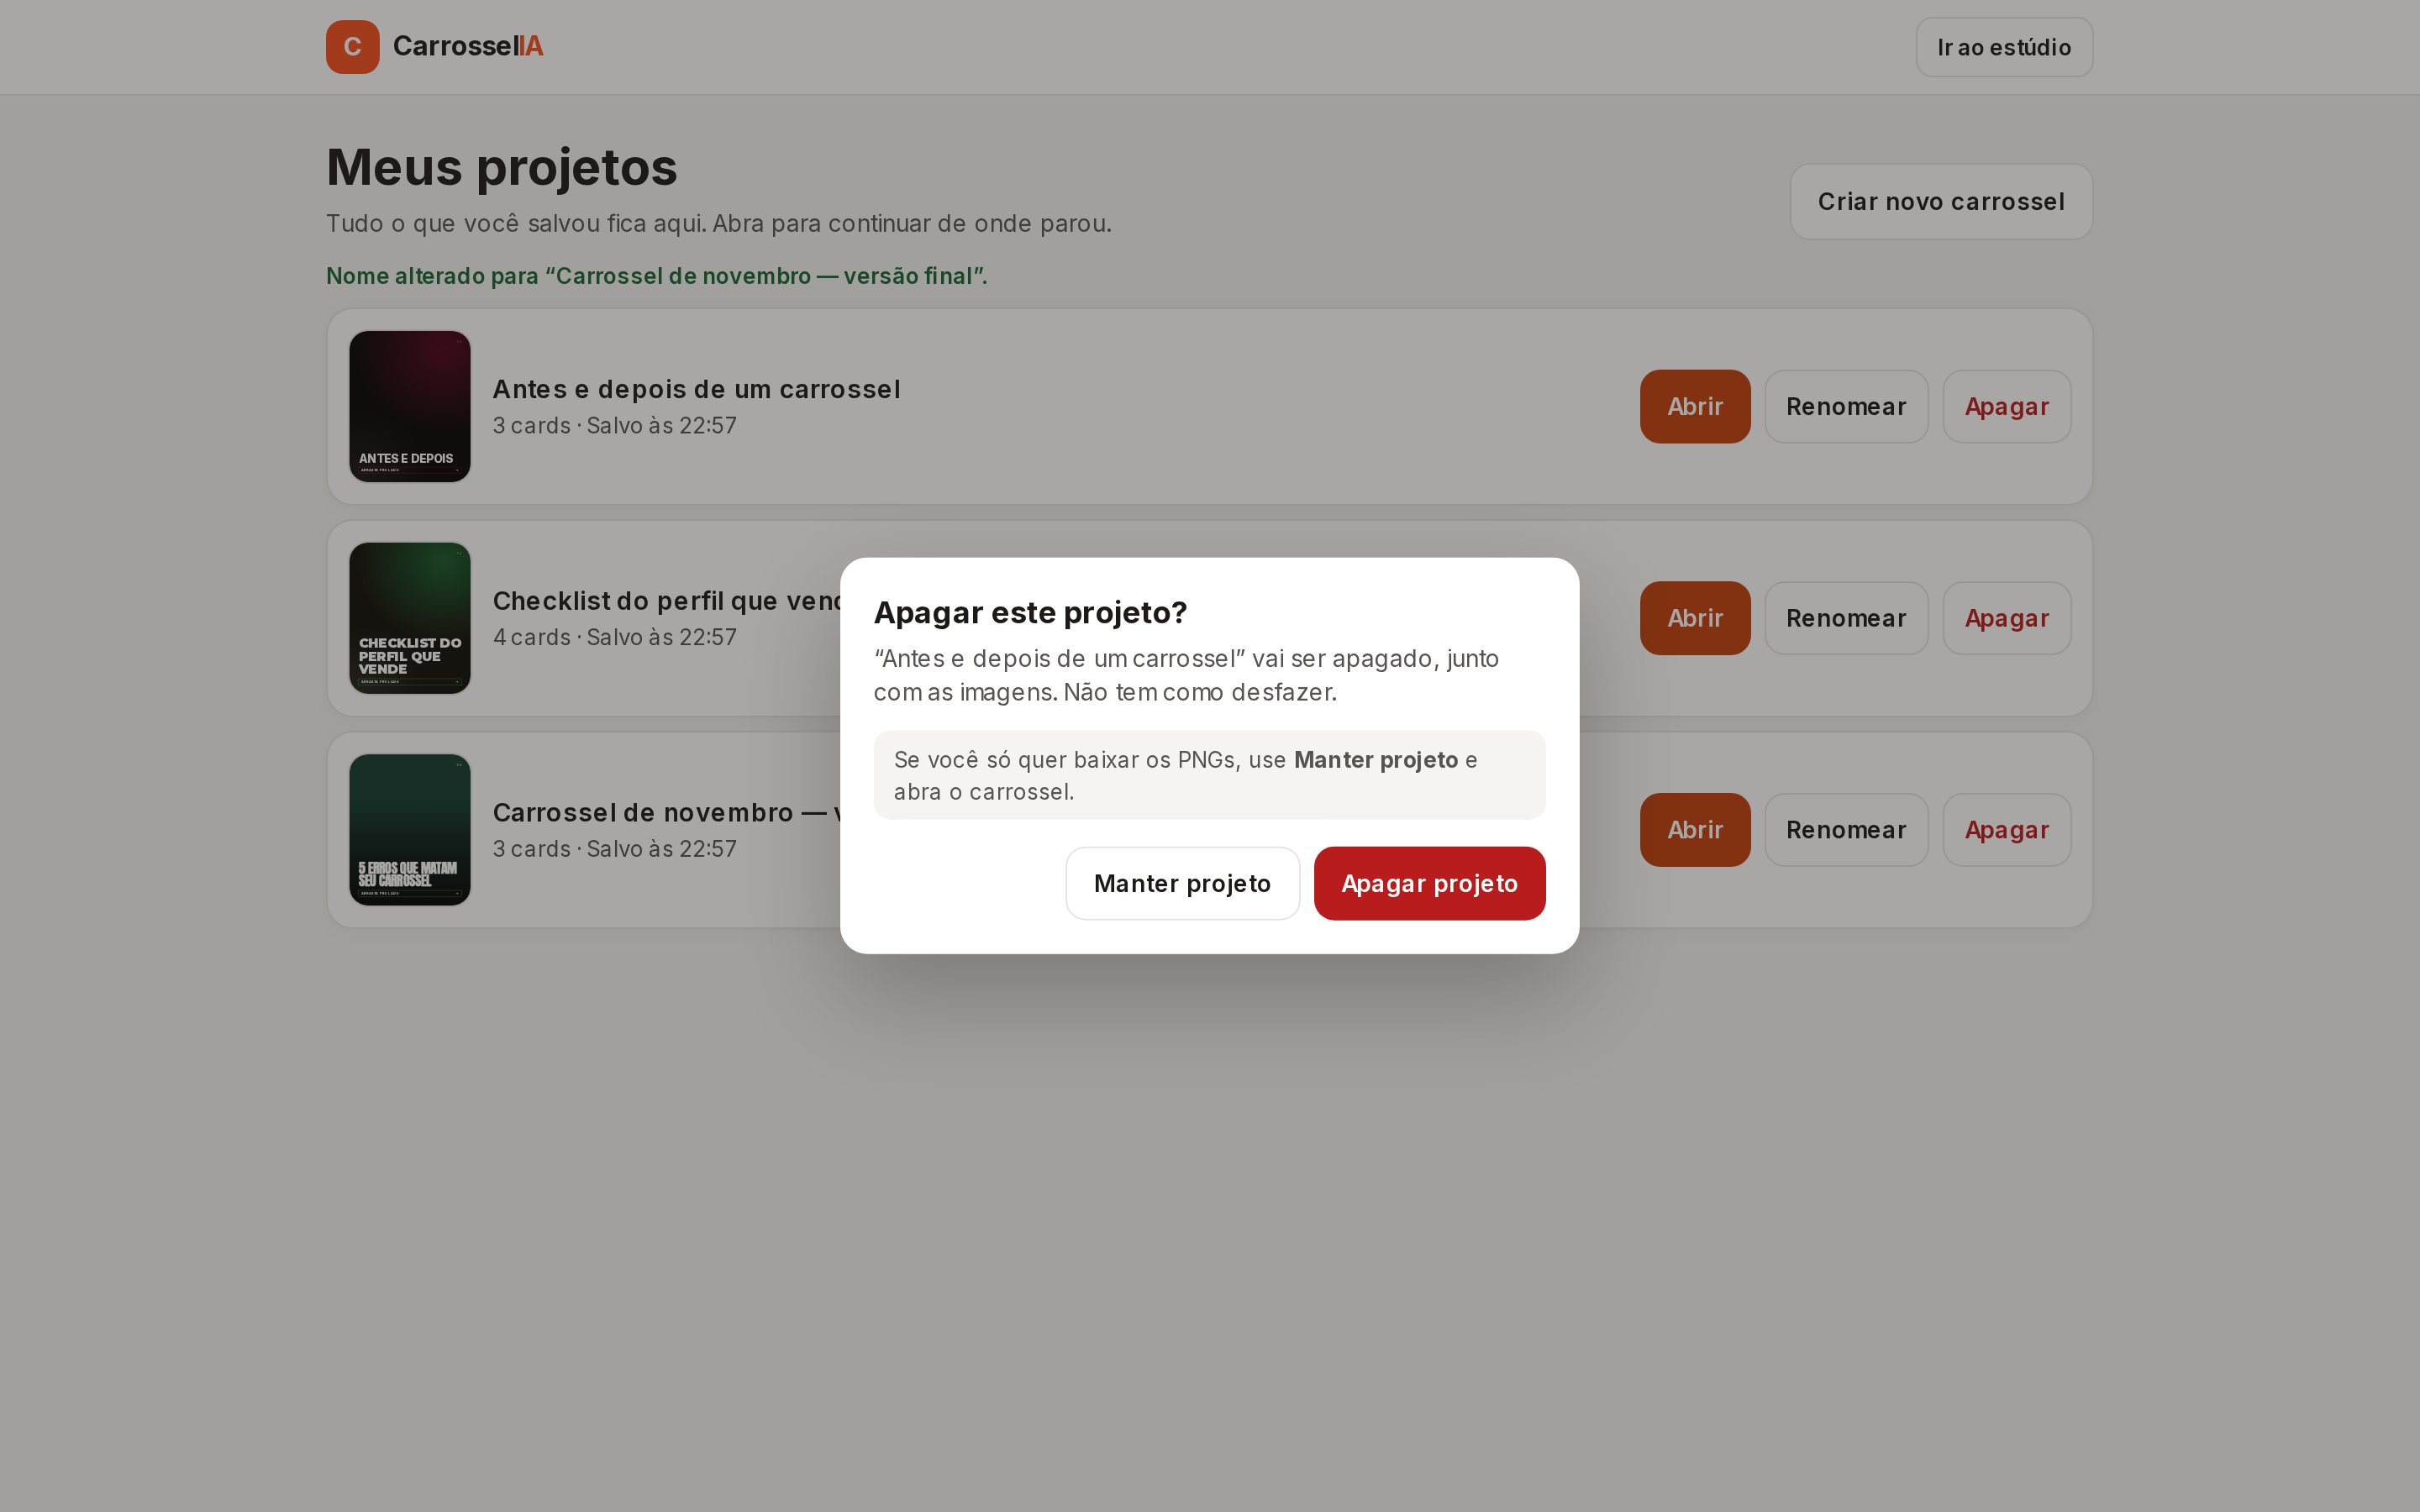 C
CarrosselIA
Ir ao estúdio
Meus projetos
Tudo o que você salvou fica aqui. Abra para continuar de onde parou.
Criar novo carrossel
Nome alterado para “Carrossel de novembro — versão final”.
ANTES E DEPOIS
Antes e depois de um carrossel
3 cards · Salvo às 22:57
Abrir
Renomear
Apagar
CHECKLIST DO
PERFIL QUE
VENDE
Checklist do perfil que
4 cards · Salvo às 22:57
Abrir
Renomear
Apagar
5 ERROS QUE MATAM
SEU CARROSSEL
Carrossel de novembro —
3 cards · Salvo às 22:57
Abrir
Renomear
Apagar
Apagar este projeto?
“Antes e depois de um carrossel” vai ser apagado, junto
com as imagens. Não tem como desfazer.
Se você só quer baixar os PNGs, use Manter projeto e
abra o carrossel.
Manter projeto
Apagar projeto